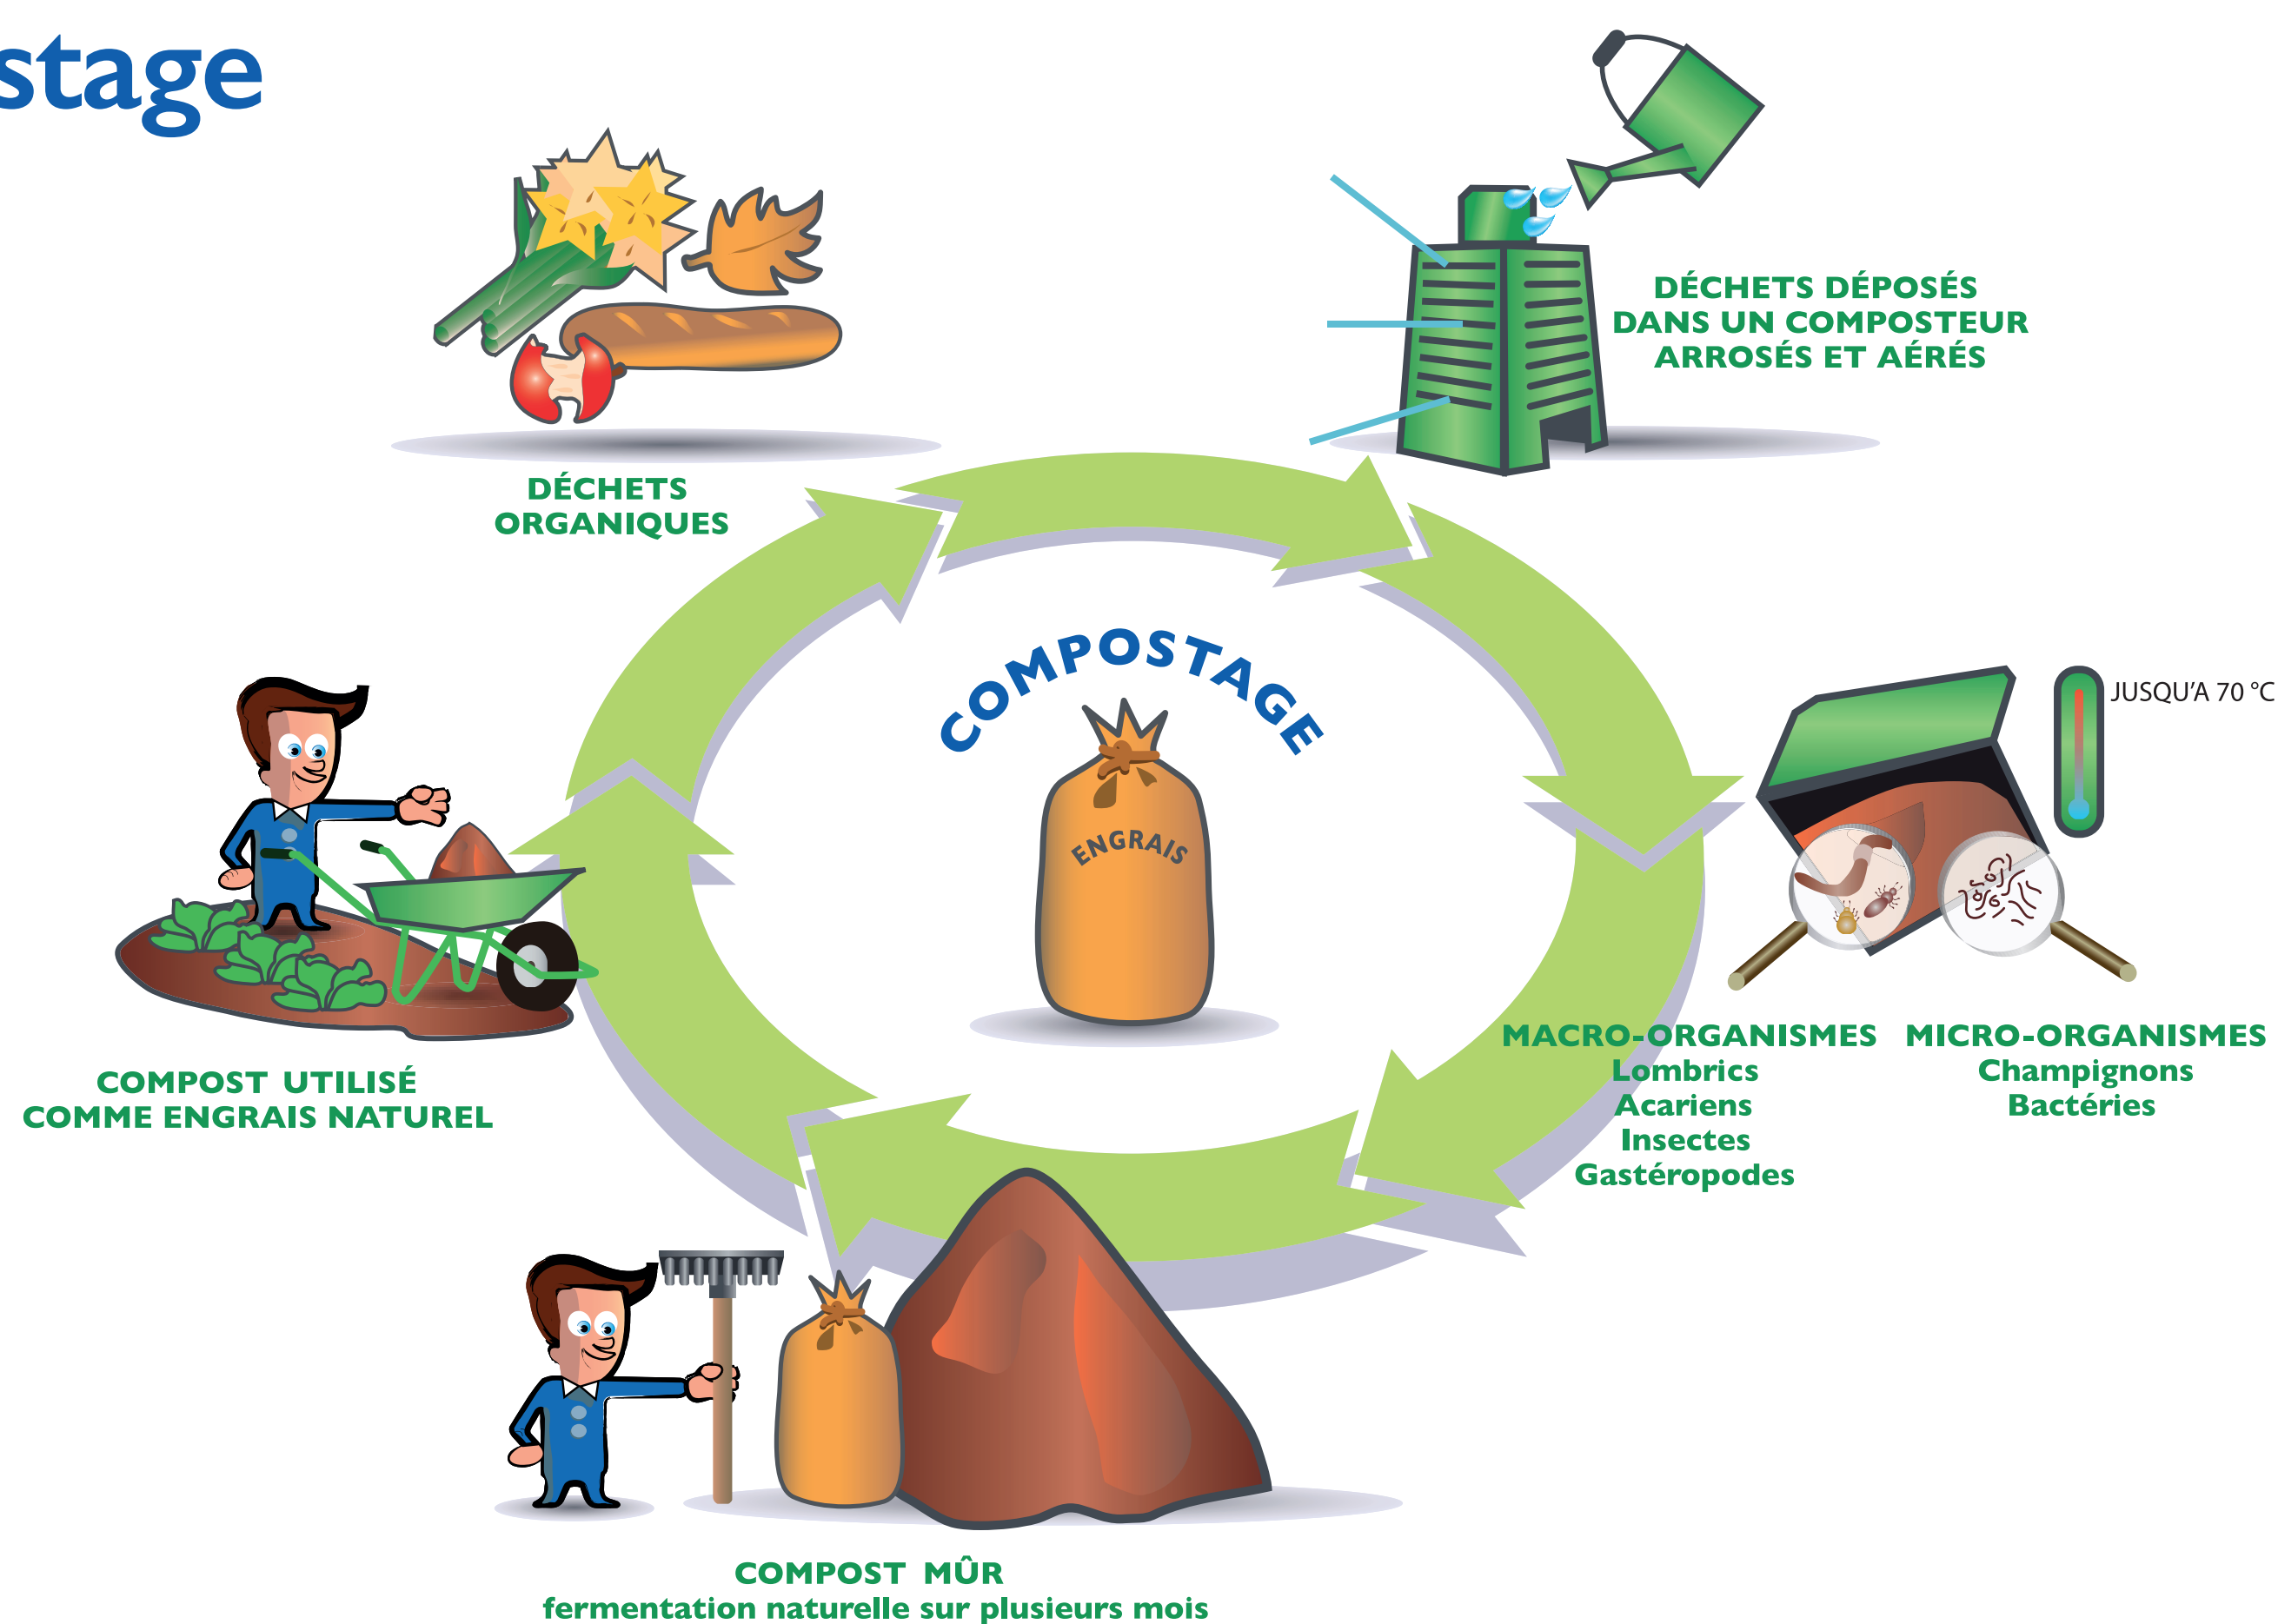 stage
DÉCHETS DÉPOSÉS
DANS UN COMPOSTEUR
ARROSÉS ET AÉRÉS
DÉCHETS
ORGANIQUES
COMPOSTAGE
ENGRAIS
JUSQU'A 70 °C
MACRO-ORGANISMES
Lombrics
Acariens
Insectes
Gastéropodes
MICRO-ORGANISMES
Champignons
Bactéries
COMPOST UTILISÉ
COMME ENGRAIS NATUREL
COMPOST MÛR
fermentation naturelle sur plusieurs mois